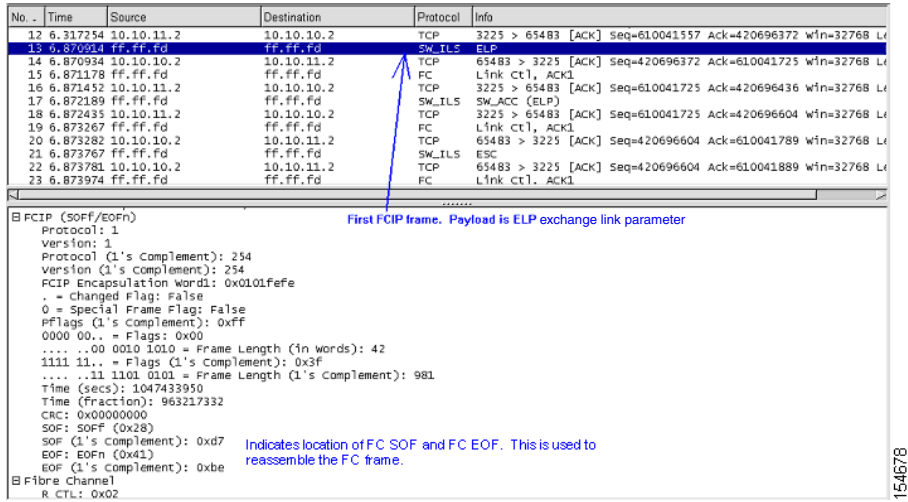 No. . Time Source Destination Protocol Info
12 6.317254 10.10.11.2 10.10.10.2 TCP 3225 > 65483 [ACK] Seq=610041557 Ack=420696372 Win=32768 Le
13 6.870914 ff.ff.fd ff.ff.fd SW_ILS ELP
14 6.870934 10.10.10.2 10.10.11.2 TCP 65483 > 3225 [ACK] Seq=420696372 Ack=610041725 Win=32768 Le
15 6.871178 ff.ff.fd ff.ff.fd FC Link Ctl, ACK1
16 6.871452 10.10.11.2 10.10.10.2 TCP 3225 > 65483 [ACK] Seq=610041725 Ack=420696436 Win=32768 Le
17 6.872189 ff.ff.fd ff.ff.fd SW_ILS SW_ACC (ELP)
18 6.872435 10.10.11.2 10.10.10.2 TCP 3225 > 65483 [ACK] Seq=610041725 Ack=420696604 Win=32768 Le
19 6.873267 ff.ff.fd ff.ff.fd FC Link Ctl, ACK1
20 6.873282 10.10.10.2 10.10.11.2 TCP 65483 > 3225 [ACK] Seq=420696604 Ack=610041789 Win=32768 Le
21 6.873767 ff.ff.fd ff.ff.fd SW_ILS ESC
22 6.873781 10.10.10.2 10.10.11.2 TCP 65483 > 3225 [ACK] Seq=420696604 Ack=610041889 Win=32768 Le
23 6.873974 ff.ff.fd ff.ff.fd FC Link Ctl, ACK1
First FCIP frame. Payload is ELP exchange link parameter
FCIP (SOFf/EOFn)
Protocol: 1
Version: 1
Protocol (1's Complement): 254
Version (1's Complement): 254
FCIP Encapsulation Word1: 0x0101fefe
. = Changed Flag: False
0 = Special Frame Flag: False
Pflags (1's Complement): 0xff
0000 00.. = Flags: 0x00
.... ..00 0010 1010 = Frame Length (in Words): 42
1111 11.. = Flags (1's Complement): 0x3f
.... ..11 1101 0101 = Frame Length (1's Complement): 981
Time (secs): 1047433950
Time (fraction): 963217332
CRC: 0x00000000
SOF: SOFf (0x28)
SOF (1's Complement): 0xd7
EOF: EOFn (0x41)
EOF (1's Complement): 0xbe
Indicates location of FC SOF and FC EOF. This is used to
reassemble the FC frame.
Fibre Channel
R_CTL: 0x02
154678